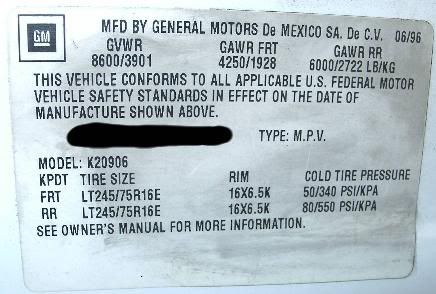 GM
MFD BY GENERAL MOTORS De MEXICO SA. De C.V. 06/96
GVWR GAWR FRT GAWR RR
8600/3901 4250/1928 6000/2722 LB/KG
THIS VEHICLE CONFORMS TO ALL APPLICABLE U.S. FEDERAL MOTOR
VEHICLE SAFETY STANDARDS IN EFFECT ON THE DATE OF
MANUFACTURE SHOWN ABOVE.
TYPE: M.P.V.
MODEL: K20906
KPDT TIRE SIZE RIM COLD TIRE PRESSURE
FRT LT245/75R16E 16X6.5K 50/340 PSI/KPA
RR LT245/75R16E 16X6.5K 80/550 PSI/KPA
SEE OWNER'S MANUAL FOR MORE INFORMATION.